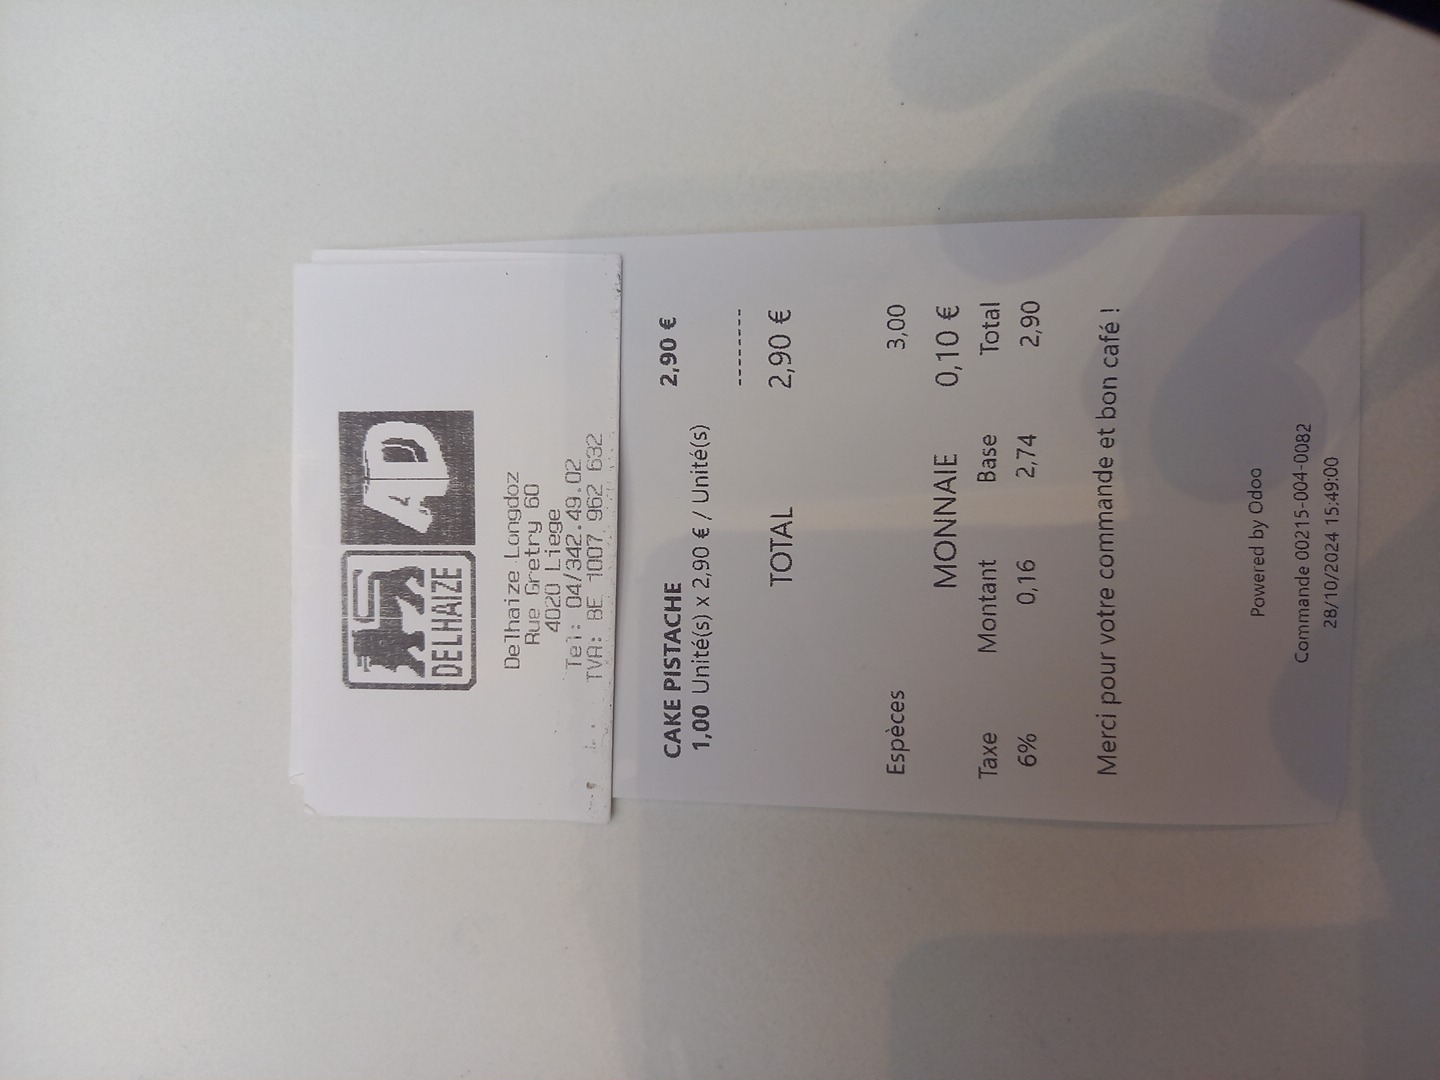 DELHAIZE AD
Delhaize Longdoz
Rue Gretry 60
4020 Liege
Tel: 04/342.49.02
TVA: BE 1007 962 632
CAKE PISTACHE 2,90 €
1,00 Unité(s) x 2,90 € / Unité(s)
--------
TOTAL 2,90 €
Espèces 3,00
MONNAIE 0,10 €
Taxe Montant Base Total
6% 0,16 2,74 2,90
Merci pour votre commande et bon café !
Powered by Odoo
Commande 00215-004-0082
28/10/2024 15:49:00